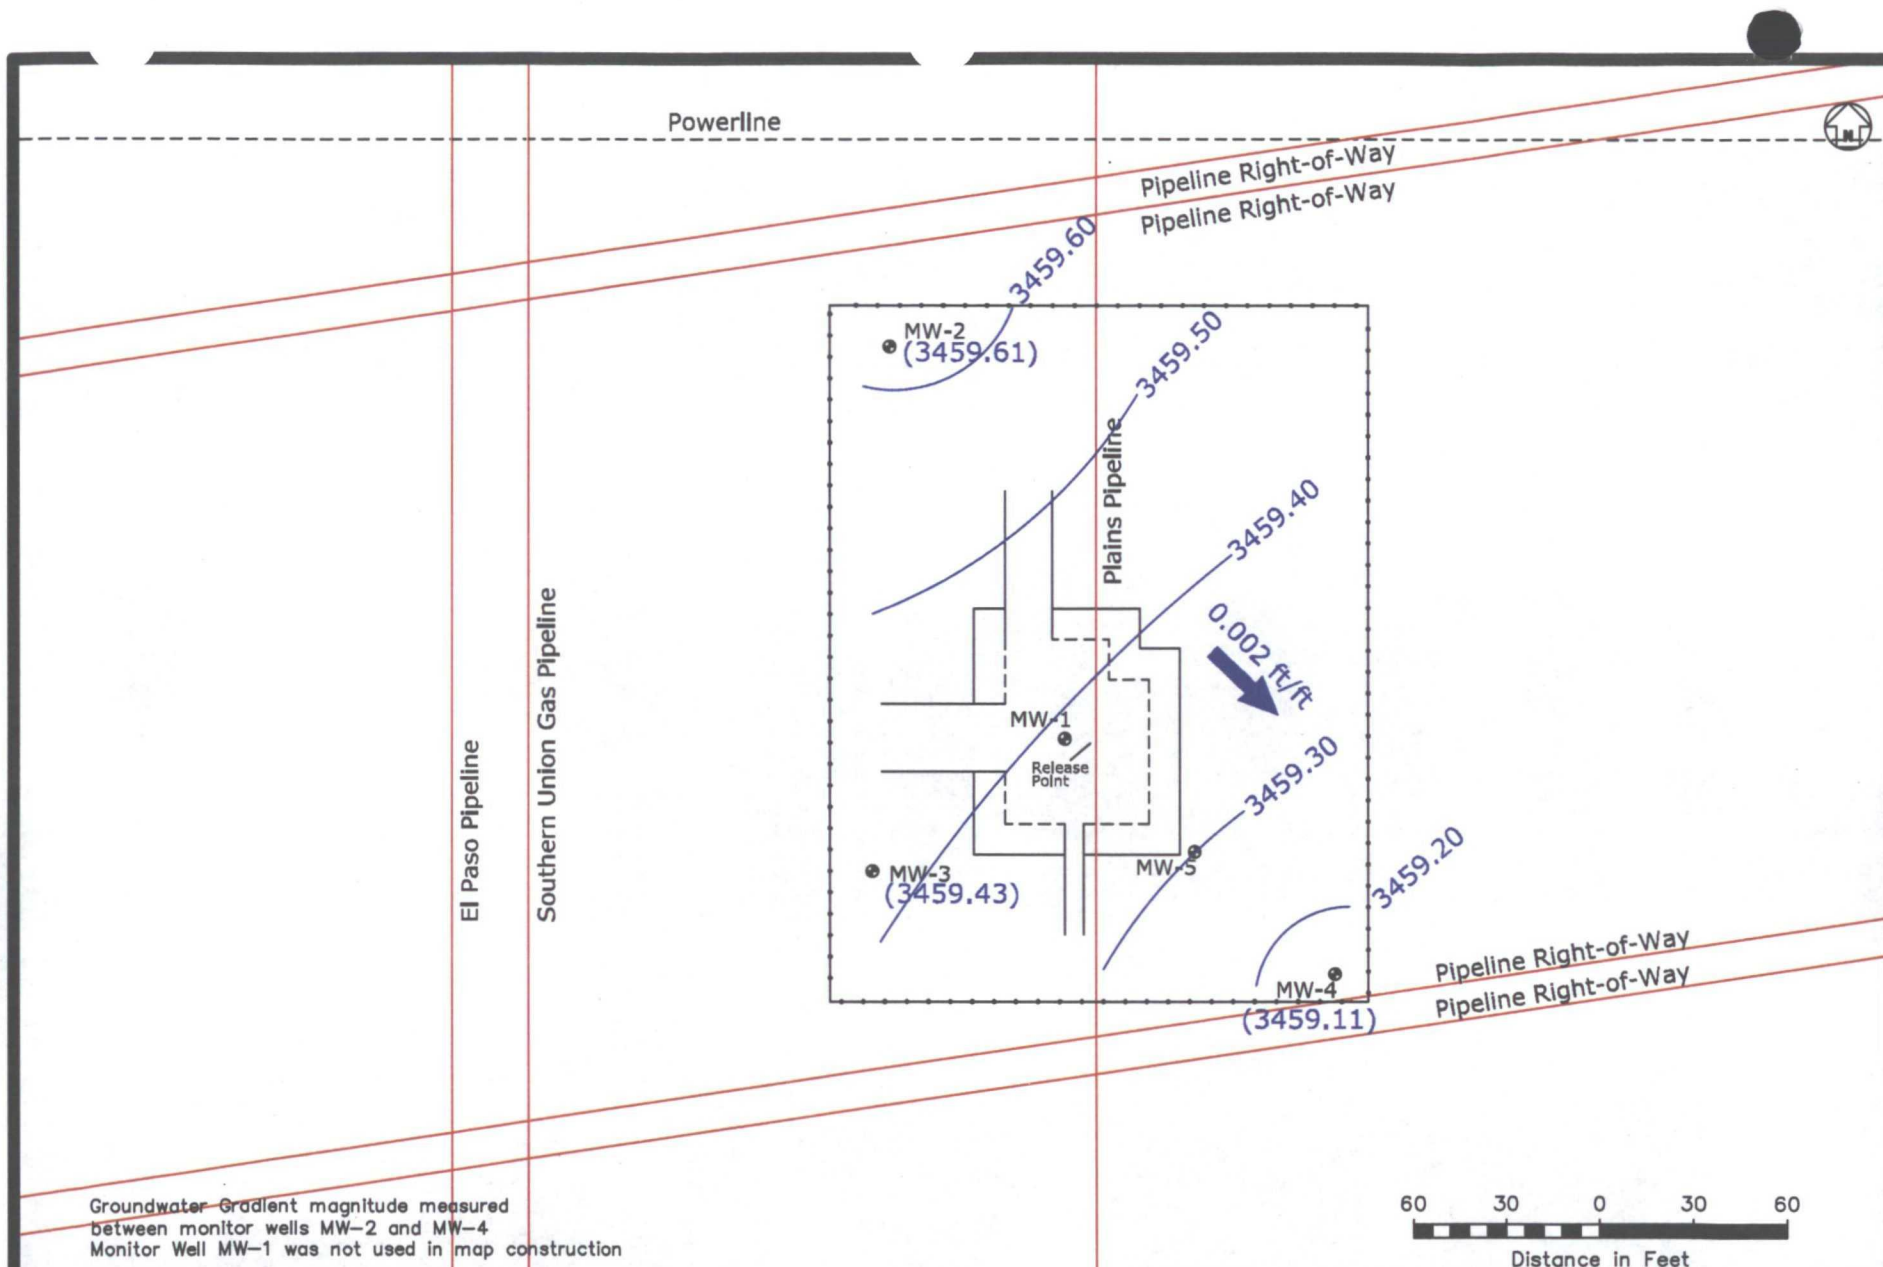 Powerline
N
Pipeline Right-of-Way
Pipeline Right-of-Way
3459.60
MW-2
(3459.61)
3459.50
Plains Pipeline
3459.40
0.002 ft/ft
El Paso Pipeline
Southern Union Gas Pipeline
MW-1
Release
Point
3459.30
MW-3
(3459.43)
MW-5
3459.20
MW-4
(3459.11)
Pipeline Right-of-Way
Pipeline Right-of-Way
Groundwater Gradient magnitude measured
between monitor wells MW-2 and MW-4
Monitor Well MW-1 was not used in map construction
60 30 0 30 60
Distance in Feet